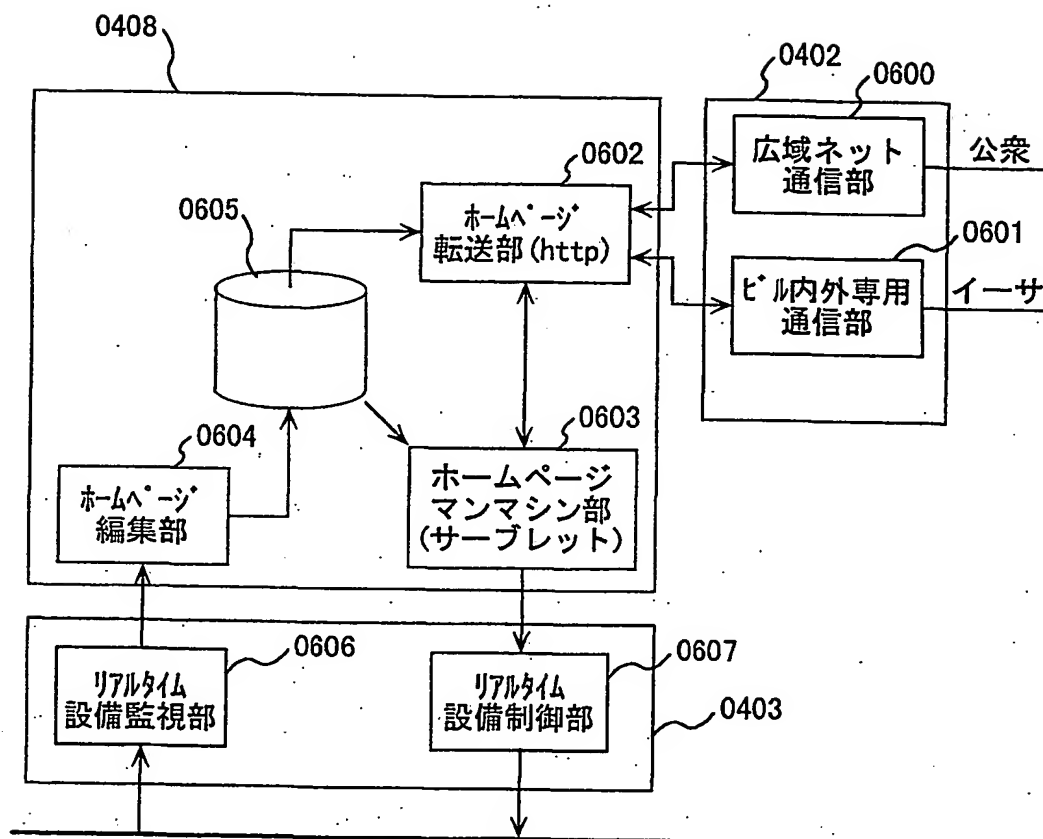 0408
0402
0600
広域ネット
通信部
公衆
0602
ホームページ
転送部(http)
0605
0601
ビル内外専用
通信部
イーサ
0604
ホームページ
編集部
0603
ホームページ
マンマシン部
(サーブレット)
0606
リアルタイム
設備監視部
0607
リアルタイム
設備制御部
0403